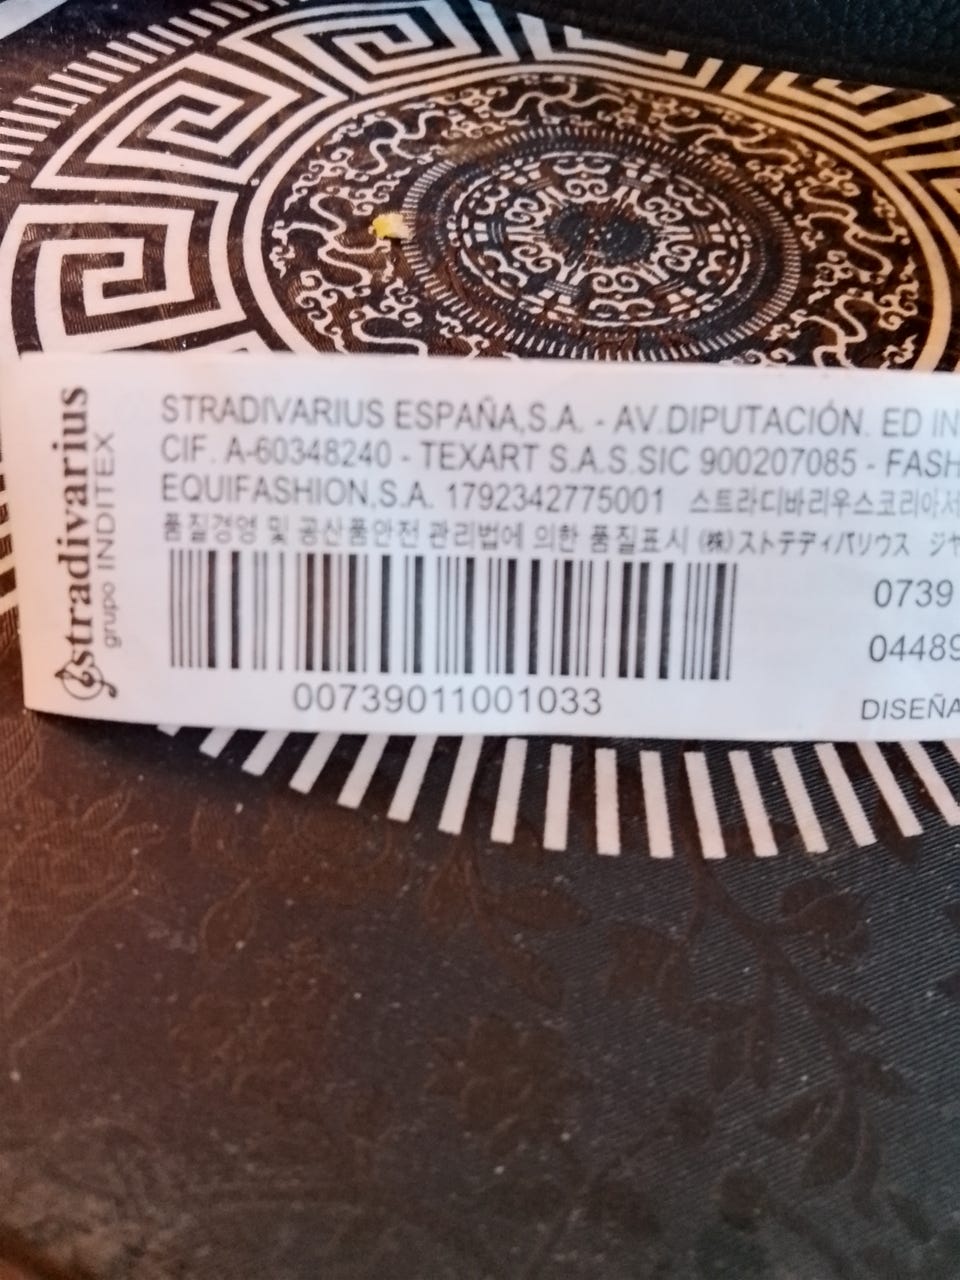 stradivarius
grupo INDITEX
STRADIVARIUS ESPAÑA,S.A. - AV.DIPUTACIÓN. ED IN
CIF. A-60348240 - TEXART S.A.S.SIC 900207085 - FASH
EQUIFASHION,S.A. 1792342775001 스트라디바리우스코리아
품질경영 및 공산품안전 관리법에 의한 품질표시 (株)ストラディバリウス ジャ
0739
04489
00739011001033
DISEÑA